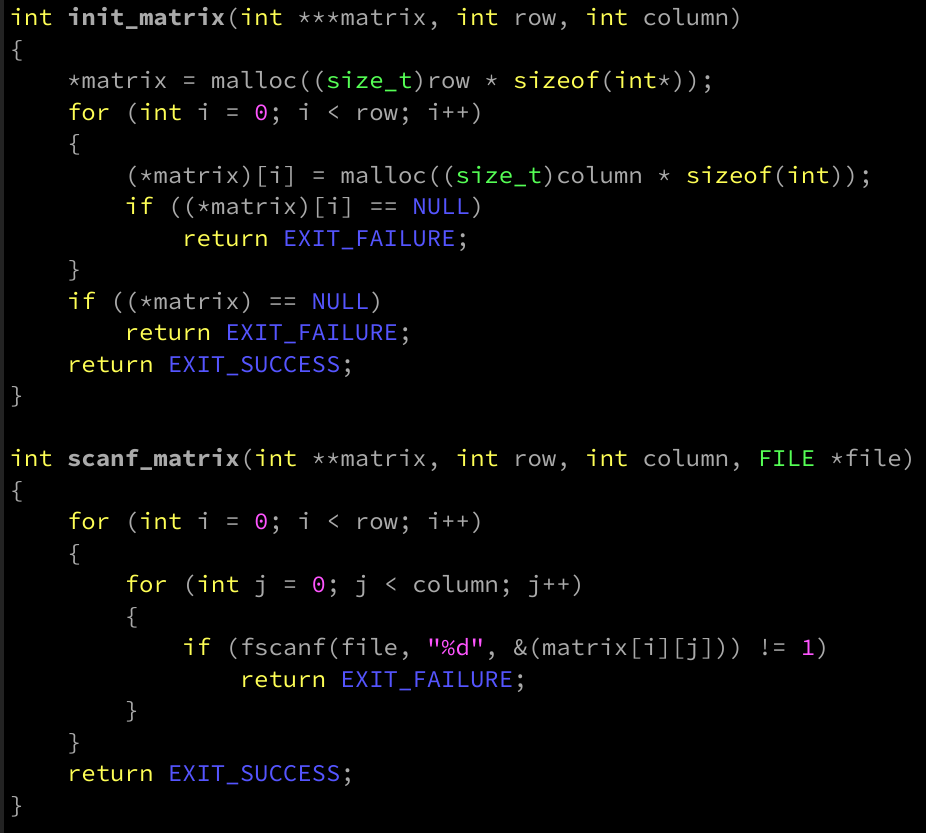 int init_matrix(int ***matrix, int row, int column)
{
    *matrix = malloc((size_t)row * sizeof(int*));
    for (int i = 0; i < row; i++)
    {
        (*matrix)[i] = malloc((size_t)column * sizeof(int));
        if ((*matrix)[i] == NULL)
            return EXIT_FAILURE;
    }
    if ((*matrix) == NULL)
        return EXIT_FAILURE;
    return EXIT_SUCCESS;
}

int scanf_matrix(int **matrix, int row, int column, FILE *file)
{
    for (int i = 0; i < row; i++)
    {
        for (int j = 0; j < column; j++)
        {
            if (fscanf(file, "%d", &(matrix[i][j])) != 1)
                return EXIT_FAILURE;
        }
    }
    return EXIT_SUCCESS;
}